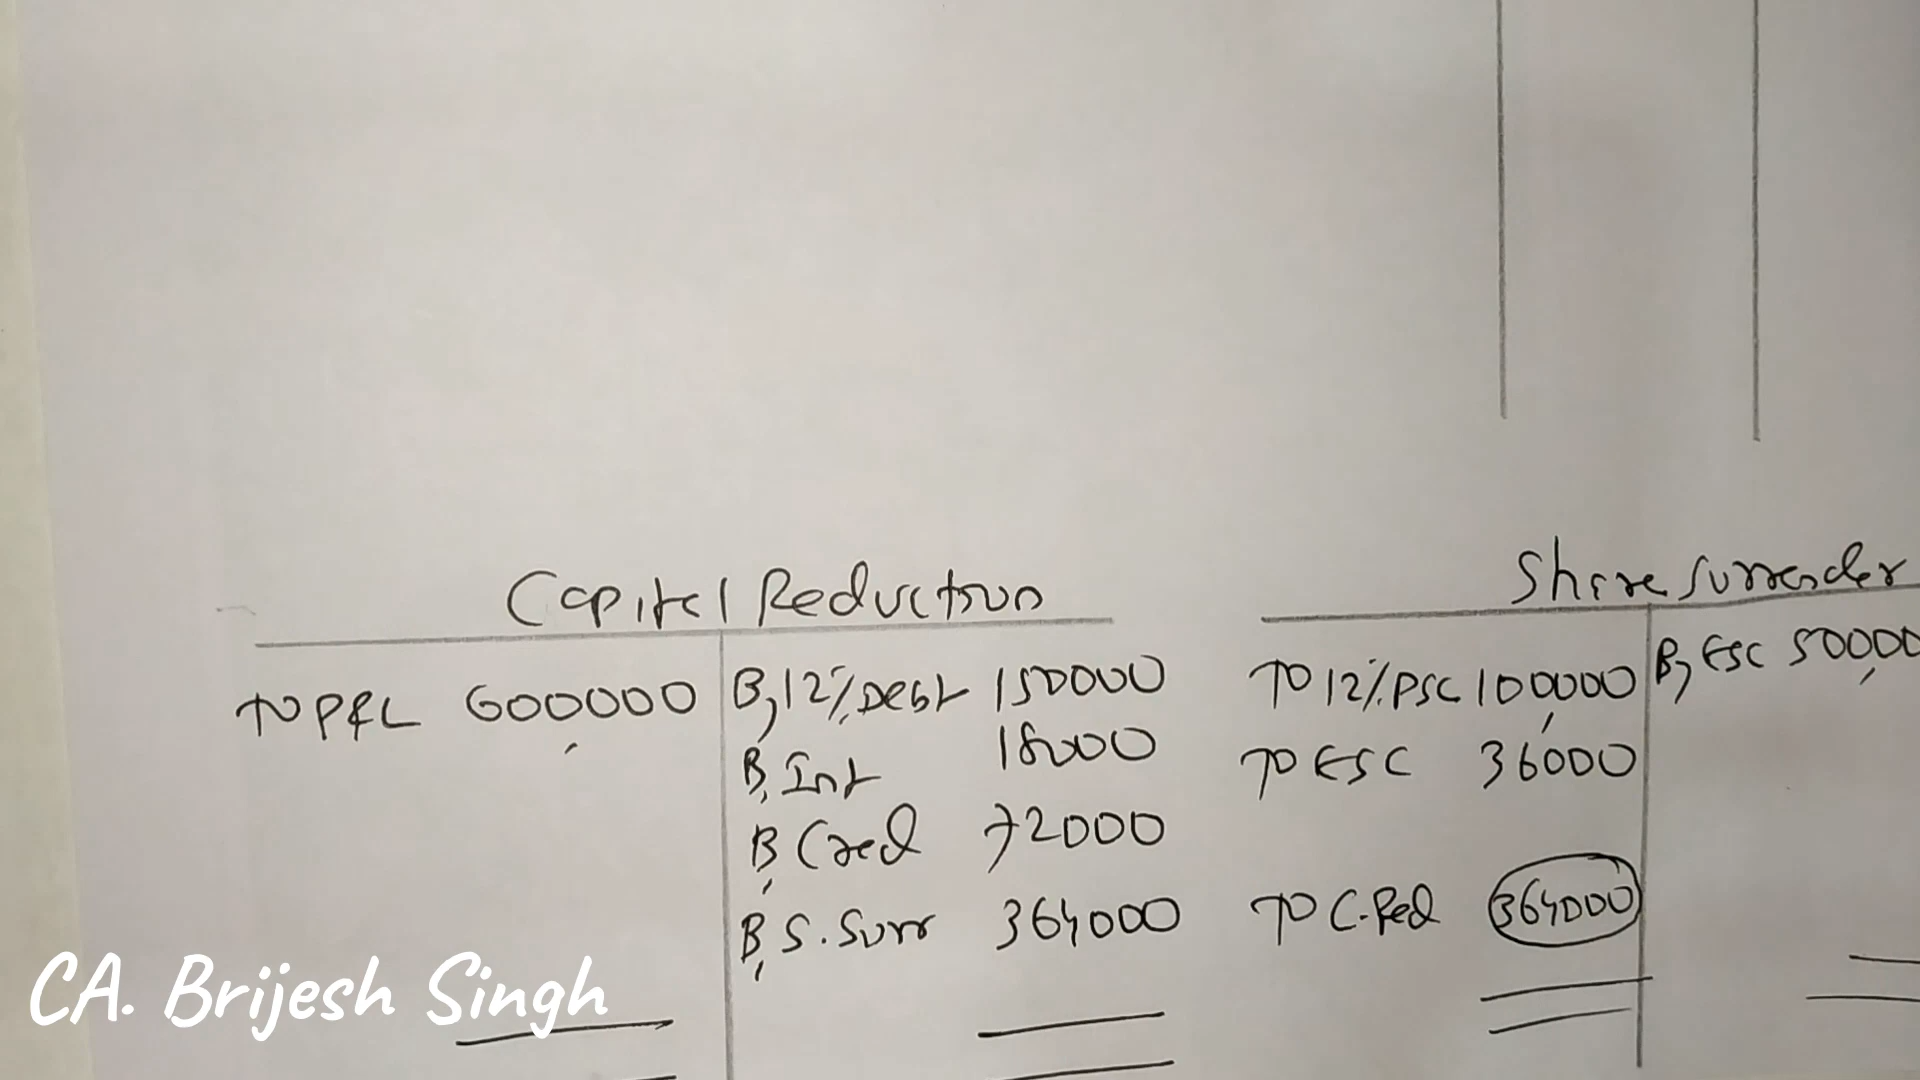 Capital Reduction
TO P&L 600000
By 12% Debt 150000
By Int 18000
By Cred 72000
By S. Surr 364000
Share Surrender
TO 12% PSC 100000
TO ESC 36000
TO C.Red 364000
By ESC 50000
CA. Brijesh Singh